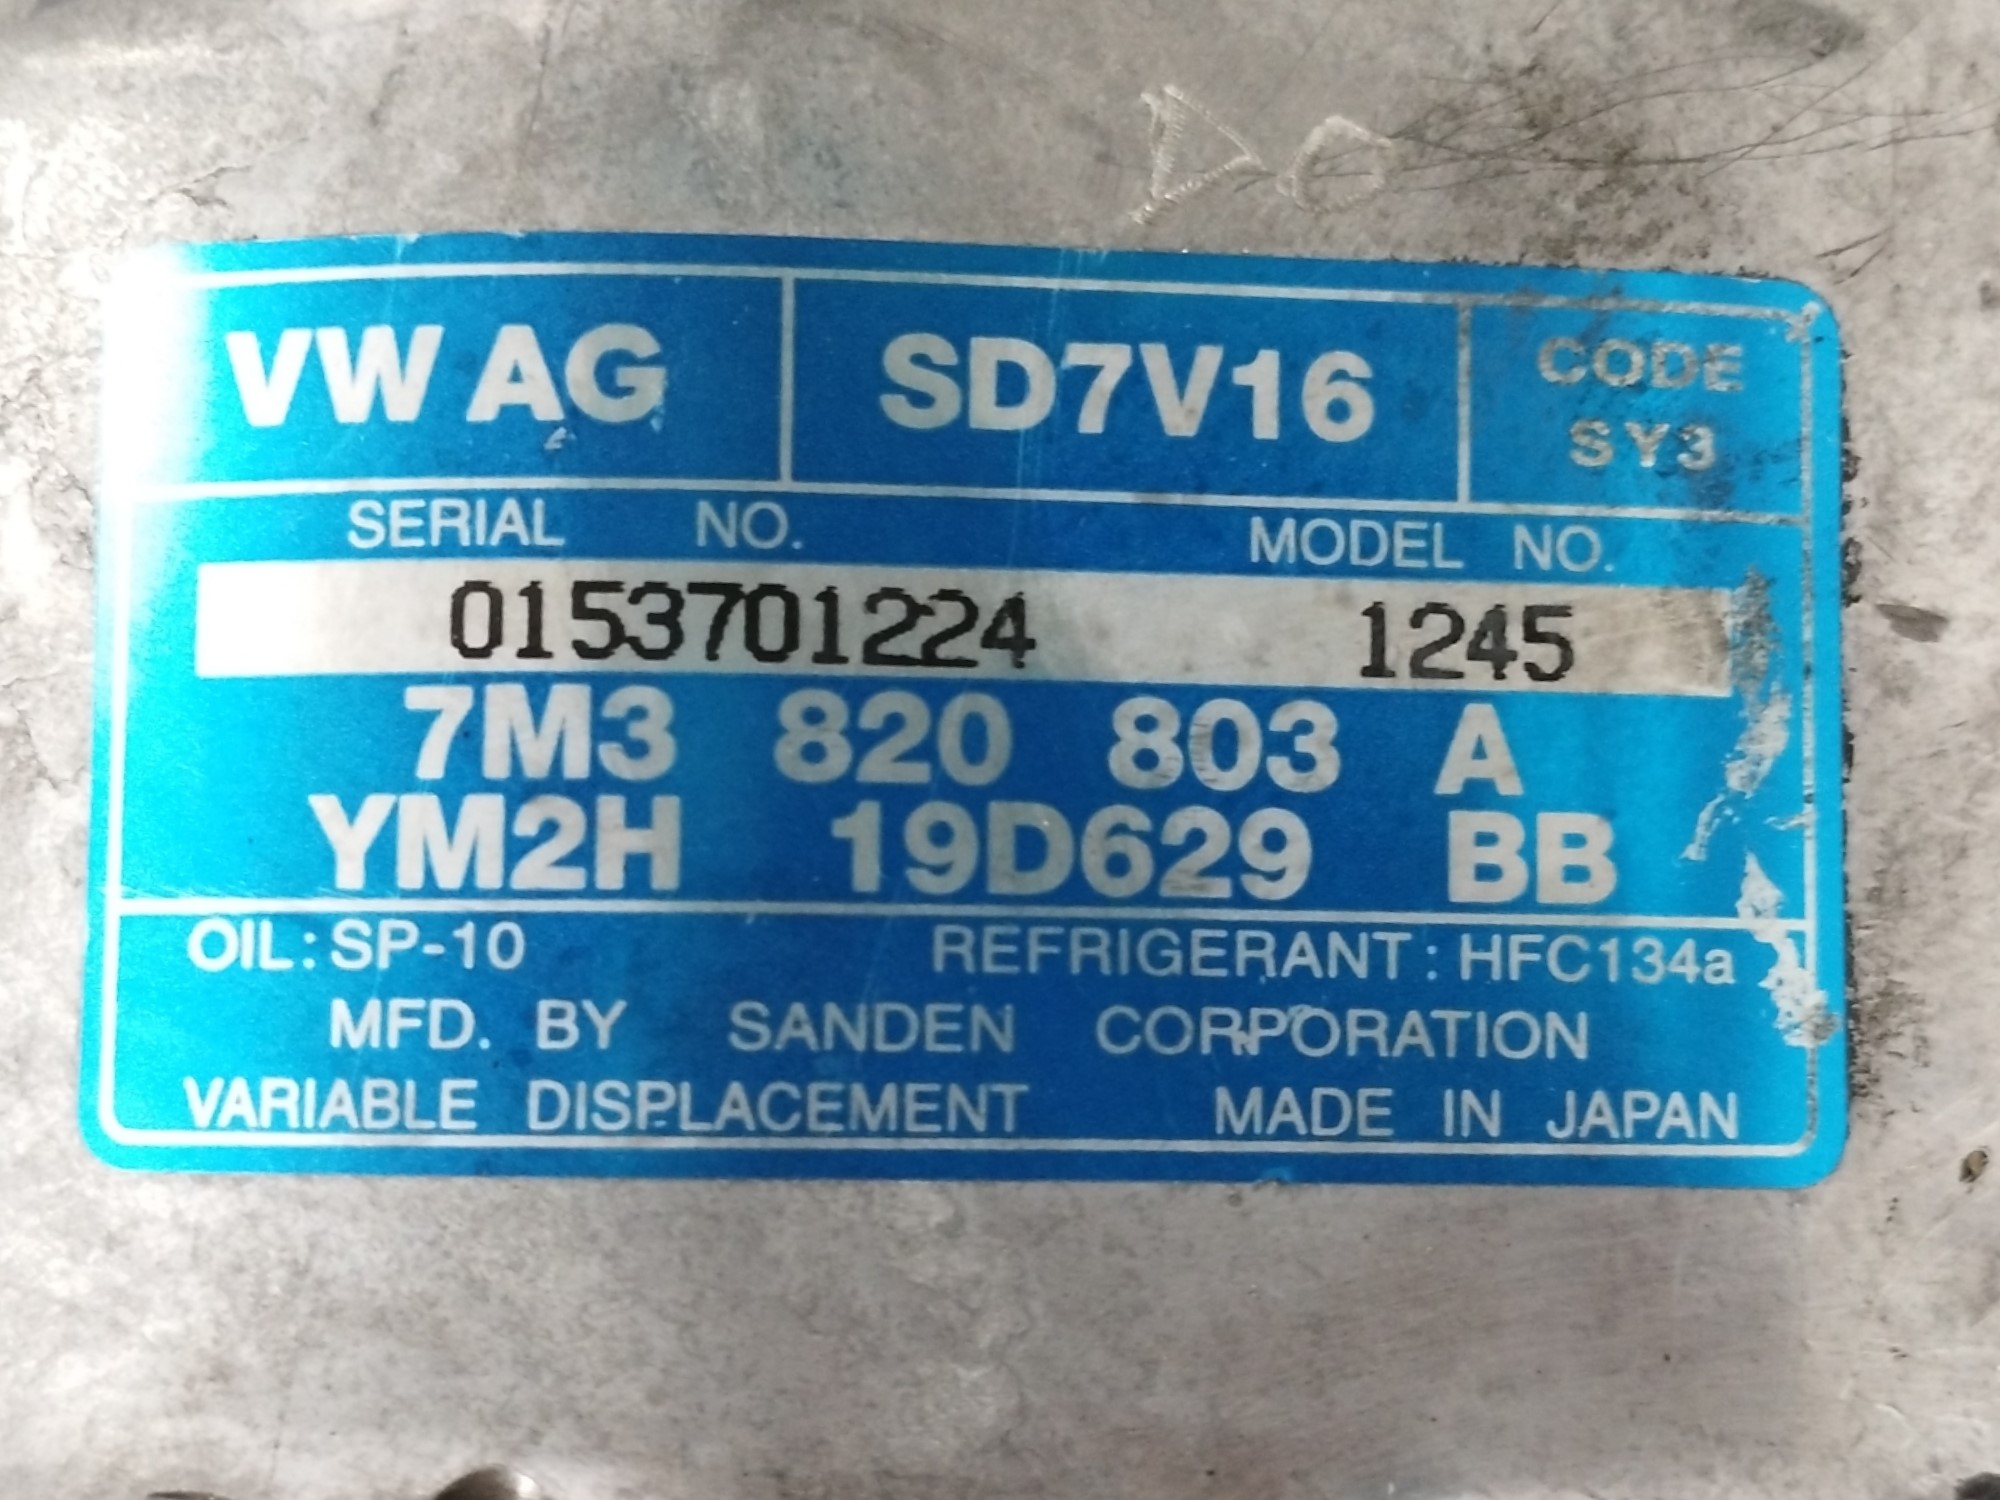 DO
VW AG SD7V16 CODE SY3
SERIAL NO. MODEL NO.
0153701224 1245
7M3 820 803 A
YM2H 19D629 BB
OIL: SP-10 REFRIGERANT: HFC134a
MFD. BY SANDEN CORPORATION
VARIABLE DISPLACEMENT MADE IN JAPAN